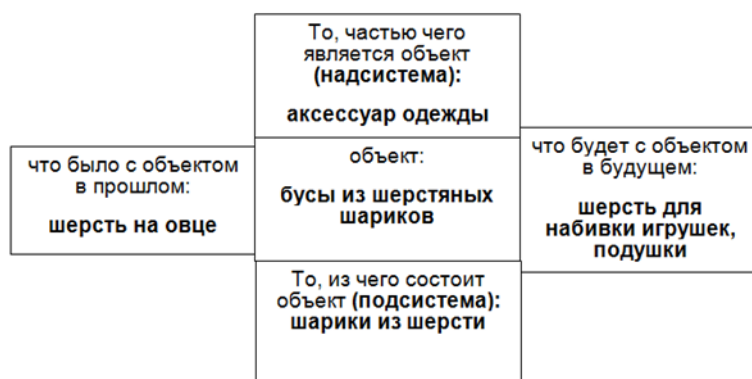 То, частью чего
является объект
(надсистема):
аксессуар одежды
что было с объектом
в прошлом:
шерсть на овце
объект:
бусы из шерстяных
шариков
что будет с объектом
в будущем:
шерсть для
набивки игрушек,
подушки
То, из чего состоит
объект (подсистема):
шарики из шерсти